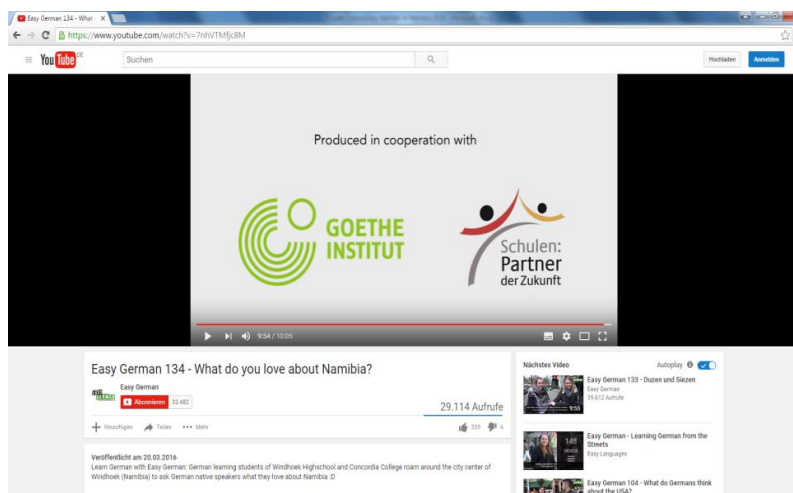 Easy German 134 - What
https://www.youtube.com/watch?v=7nhVTMfjc8M
You Tube DE
Suchen
Hochladen
Anmelden
Produced in cooperation with
GOETHE
INSTITUT
Schulen:
Partner
der Zukunft
9:54 / 10:05
Easy German 134 - What do you love about Namibia?
Easy German
Abonnieren 33.482
29.114 Aufrufe
Hinzufügen Teilen Mehr
359 6
Veröffentlicht am 20.03.2016
Learn German with Easy German: German learning students of Windhoek Highschool and Concordia College roam around the city center of
Windhoek (Namibia) to ask German native speakers what they love about Namibia :D
Nächstes Video
Autoplay
Easy German 133 - Duzen und Siezen
Easy German
39.612 Aufrufe
9:55
Easy German - Learning German from the
Streets
Easy Languages
148
VIDEOS
Easy German 104 - What do Germans think
about the USA?